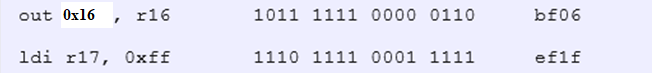 out 0x16 , r16 1011 1111 0000 0110 bf06
ldi r17, 0xff 1110 1111 0001 1111 ef1f